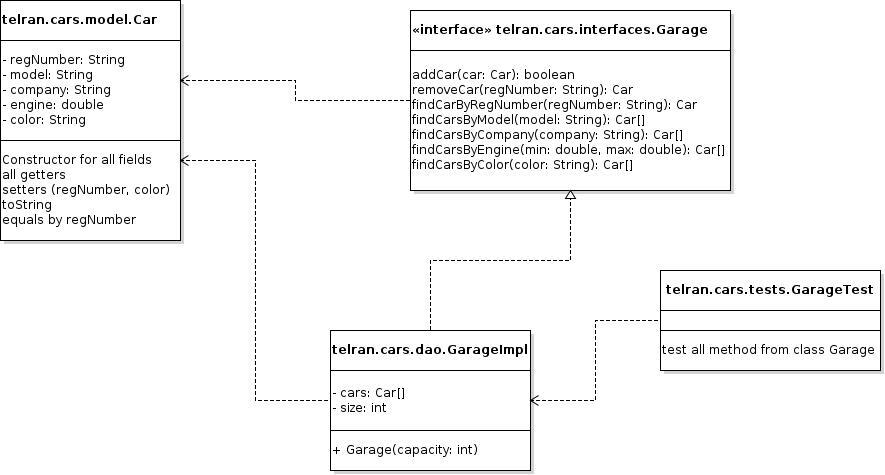 telran.cars.model.Car
- regNumber: String
- model: String
- company: String
- engine: double
- color: String
Constructor for all fields
all getters
setters (regNumber, color)
toString
equals by regNumber
«interface» telran.cars.interfaces.Garage
addCar(car: Car): boolean
removeCar(regNumber: String): Car
findCarByRegNumber(regNumber: String): Car
findCarsByModel(model: String): Car[]
findCarsByCompany(company: String): Car[]
findCarsByEngine(min: double, max: double): Car[]
findCarsByColor(color: String): Car[]
telran.cars.tests.GarageTest
test all method from class Garage
telran.cars.dao.GarageImpl
- cars: Car[]
- size: int
+ Garage(capacity: int)